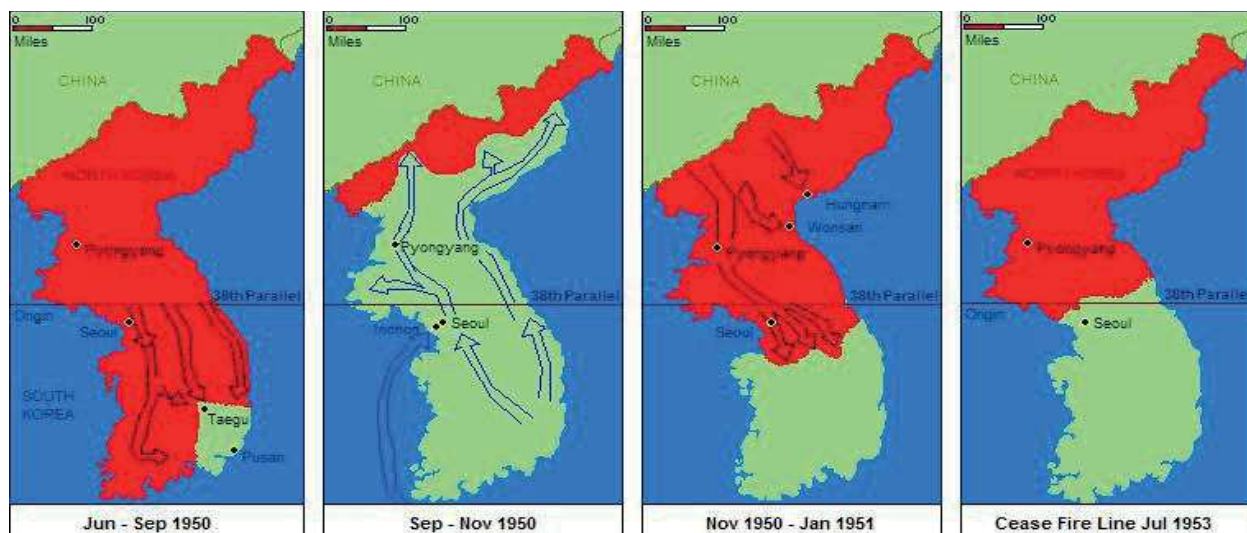 0 100
Miles
CHINA
NORTH KOREA
Pyongyang
38th Parallel
Ongin
Seoul
SOUTH
KOREA
Taegu
Pusan
Jun - Sep 1950
0 100
Miles
CHINA
Pyongyang
38th Parallel
Inchon
Seoul
Sep - Nov 1950
0 100
Miles
CHINA
Hungnam
Wonsan
Pyongyang
38th Parallel
Seoul
Nov 1950 - Jan 1951
0 100
Miles
CHINA
NORTH KOREA
Pyongyang
38th Parallel
Ongin
Seoul
Cease Fire Line Jul 1953